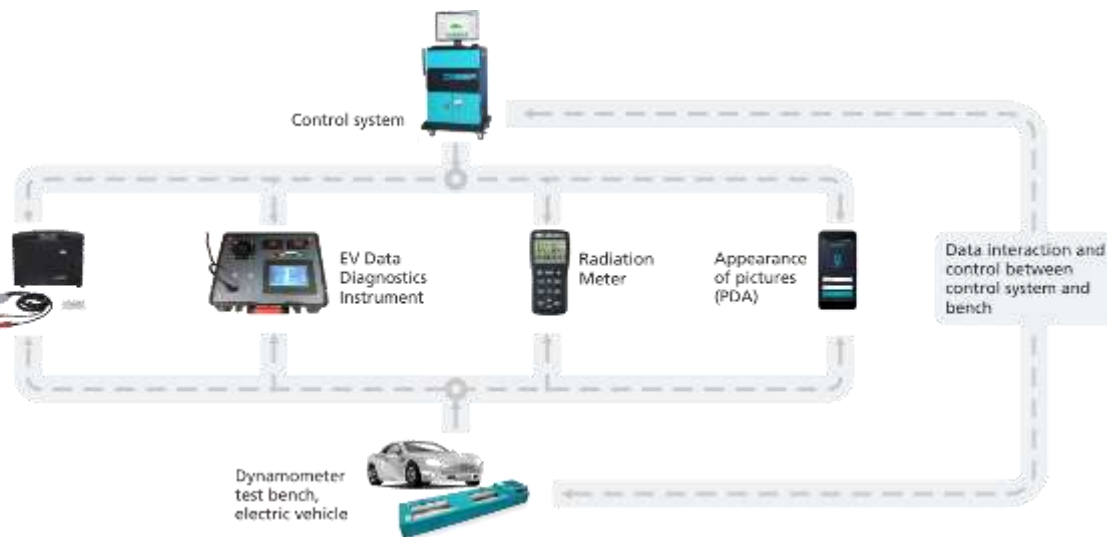 Control system
EV Data
Diagnostics
Instrument
Radiation
Meter
Appearance
of pictures
(PDA)
Data interaction and
control between
control system and
bench
Dynamometer
test bench,
electric vehicle